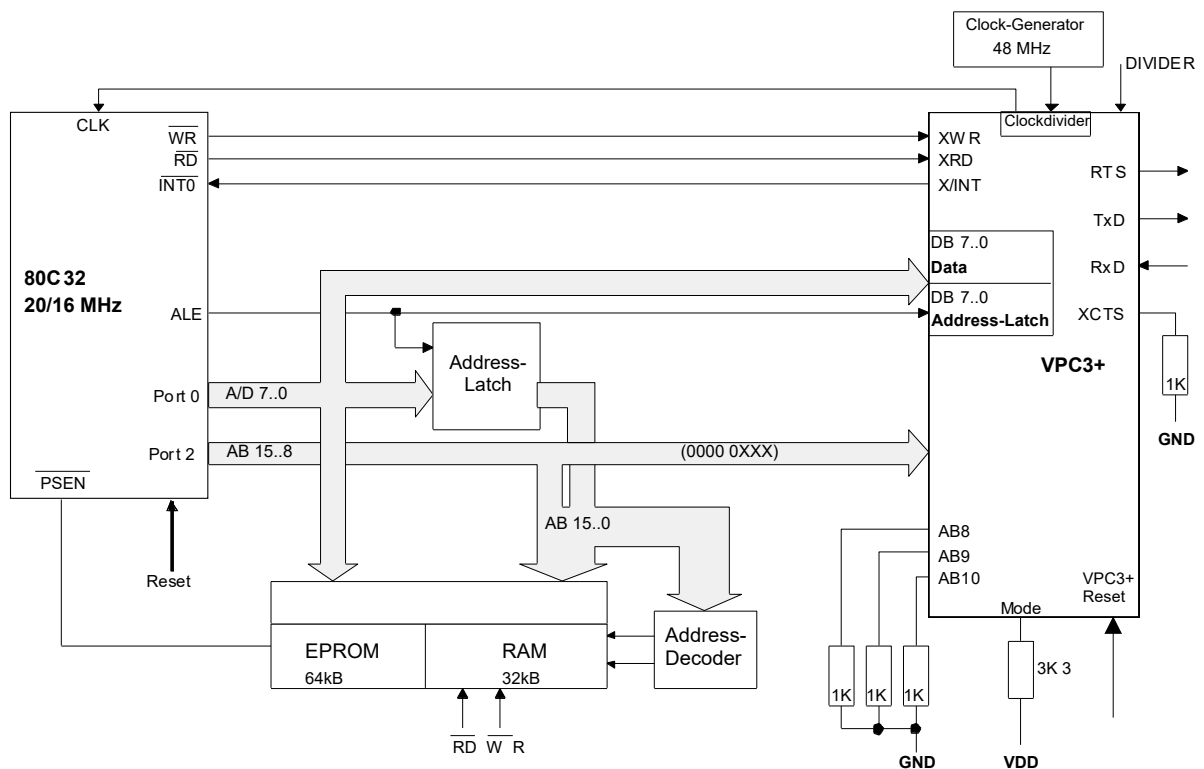 Clock-Generator
48 MHz
DIVIDER
CLK
Clockdivider
WR
XWR
RD
XRD
INT0
X/INT
RTS
TxD
DB 7..0
Data
RxD
80C32
20/16 MHz
DB 7..0
Address-Latch
ALE
XCTS
Address-
Latch
VPC3+
1K
GND
Port 0
A/D 7..0
Port 2
AB 15..8
(0000 0XXX)
PSEN
AB 15..0
AB8
AB9
AB10
Reset
VPC3+
Reset
Mode
EPROM
64kB
RAM
32kB
Address-
Decoder
1K
1K
1K
3K3
RD
WR
GND
VDD